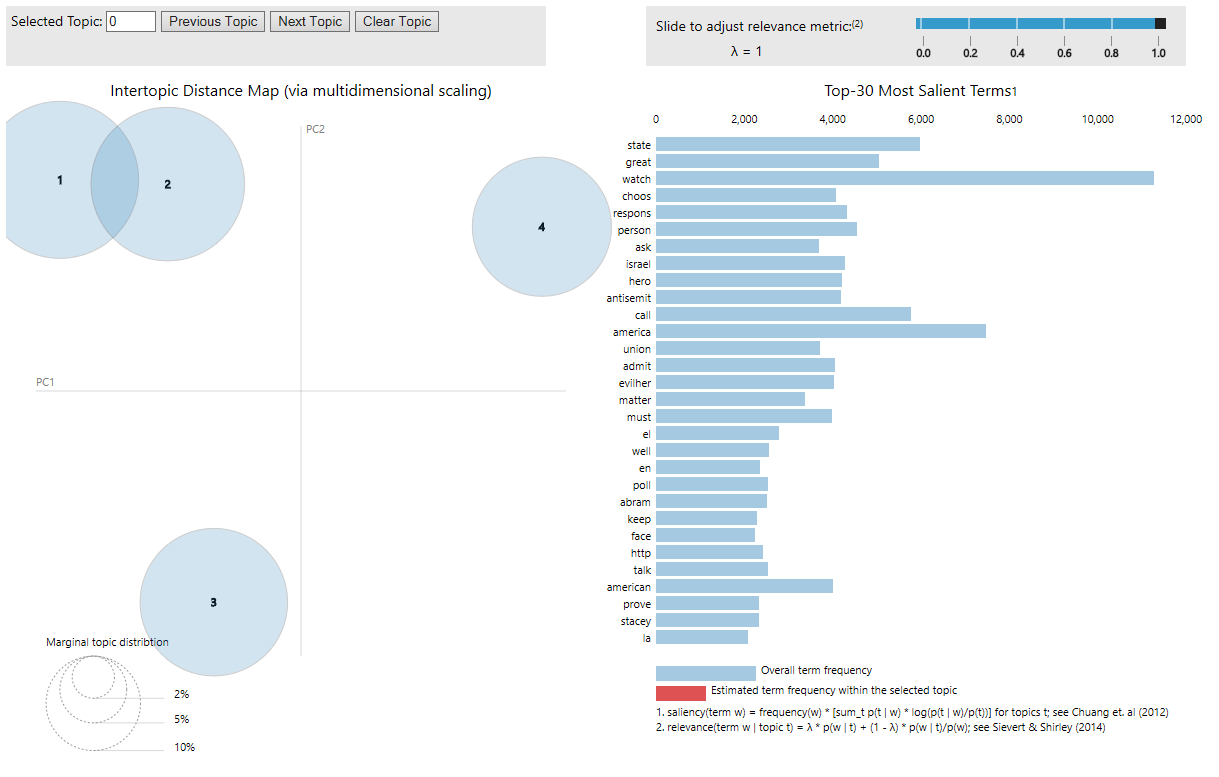 Selected Topic: 0 Previous Topic Next Topic Clear Topic
Slide to adjust relevance metric:(2)
λ = 1
0.0 0.2 0.4 0.6 0.8 1.0
Intertopic Distance Map (via multidimensional scaling)
PC2
PC1
1
2
4
3
Marginal topic distribtion
2%
5%
10%
Top-30 Most Salient Terms1
0 2,000 4,000 6,000 8,000 10,000 12,000
state
great
watch
choos
respons
person
ask
israel
hero
antisemit
call
america
union
admit
evilher
matter
must
el
well
en
poll
abram
keep
face
http
talk
american
prove
stacey
la
Overall term frequency
Estimated term frequency within the selected topic
1. saliency(term w) = frequency(w) * [sum_t p(t | w) * log(p(t | w)/p(t))] for topics t; see Chuang et. al (2012)
2. relevance(term w | topic t) = λ * p(w | t) + (1 - λ) * p(w | t)/p(w); see Sievert & Shirley (2014)